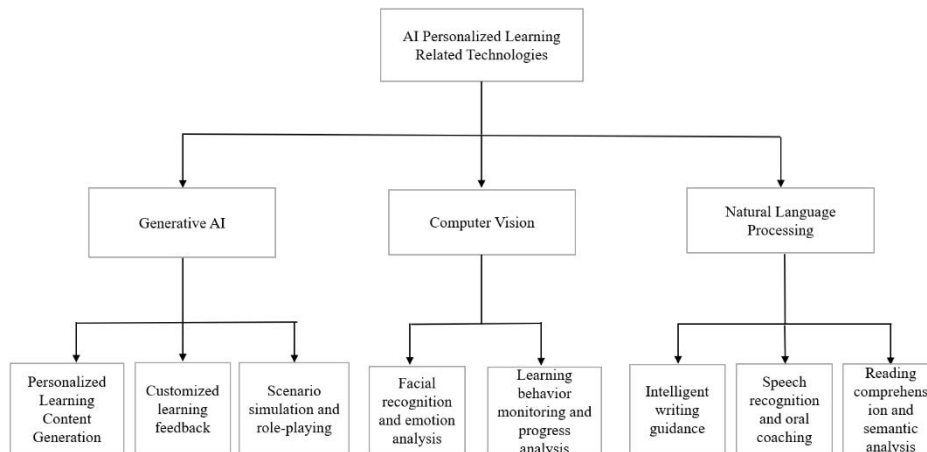 AI Personalized Learning
Related Technologies
Generative AI
Computer Vision
Natural Language
Processing
Personalized
Learning
Content
Generation
Customized
learning
feedback
Scenario
simulation and
role-playing
Facial
recognition
and emotion
analysis
Learning
behavior
monitoring and
progress
analysis
Intelligent
writing
guidance
Speech
recognition
and oral
coaching
Reading
comprehens
ion and
semantic
analysis